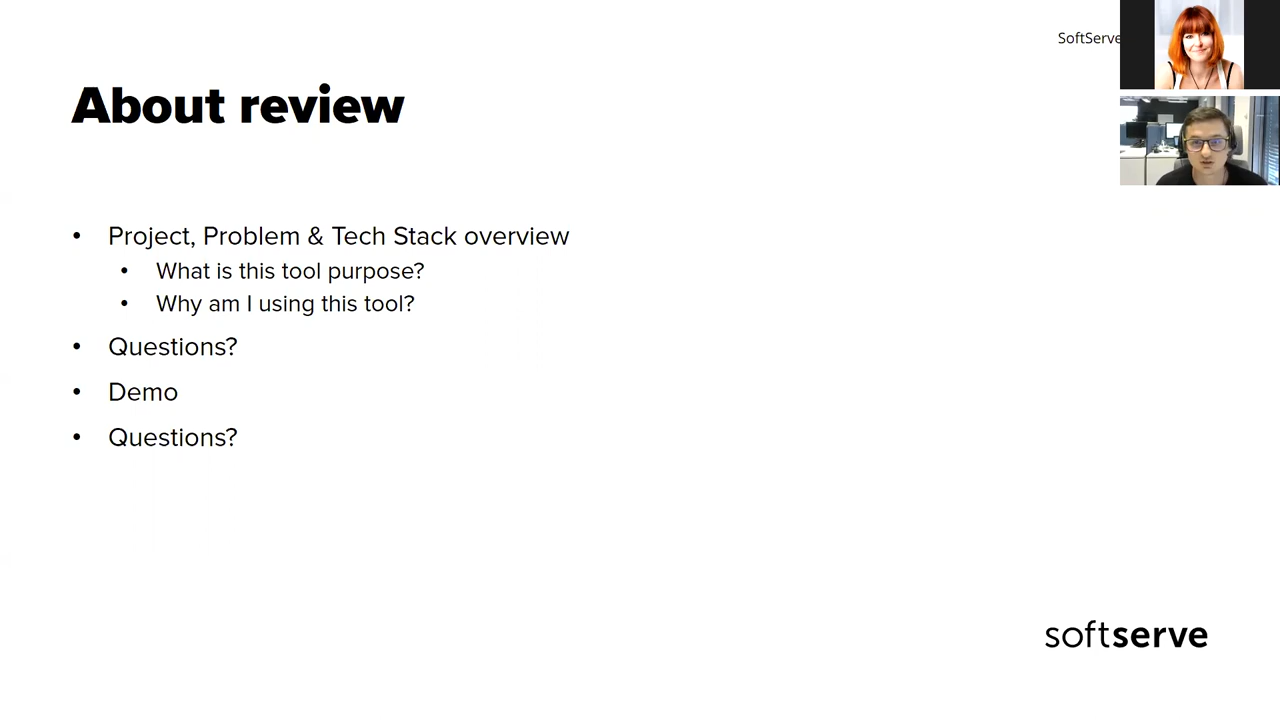 SoftServe
About review
• Project, Problem & Tech Stack overview
• What is this tool purpose?
• Why am I using this tool?
• Questions?
• Demo
• Questions?
softserve